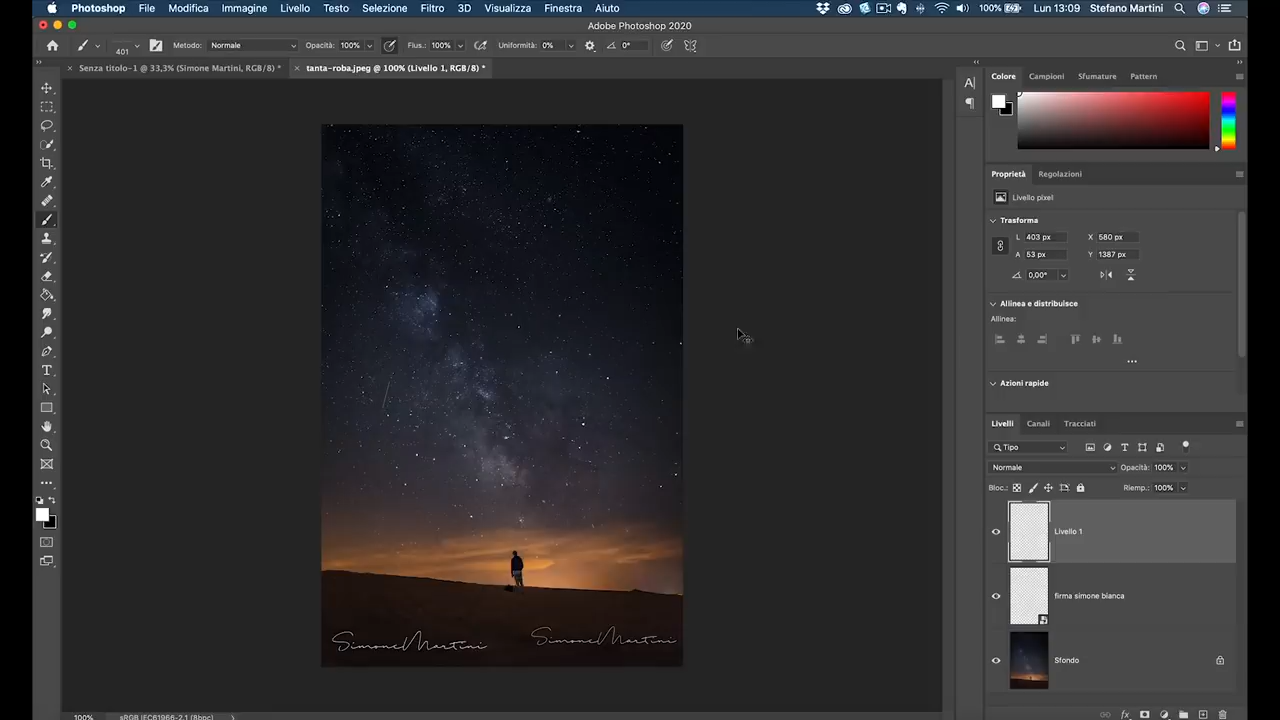 Photoshop File Modifica Immagine Livello Testo Selezione Filtro 3D Visualizza Finestra Aiuto 100% Lun 13:09 Stefano Martini
Adobe Photoshop 2020
401 Metodo: Normale Opacità: 100% Flus.: 100% Uniformità: 0% 0°
Senza titolo-1 @ 33,3% (Simone Martini, RGB/8) * tanta-roba.jpeg @ 100% (Livello 1, RGB/8) *
Colore Campioni Sfumature Pattern
Proprietà Regolazioni
Livello pixel
Trasforma
L 403 px X 580 px
A 53 px Y 1387 px
0,00°
Allinea e distribuisce
Allinea:
Azioni rapide
Livelli Canali Tracciati
Tipo
Normale Opacità: 100%
Bloc.: Riemp.: 100%
Livello 1
firma simone bianca
Sfondo
SimoneMartini SimoneMartini
100% sRGB IEC61966-2.1 (8bpc)